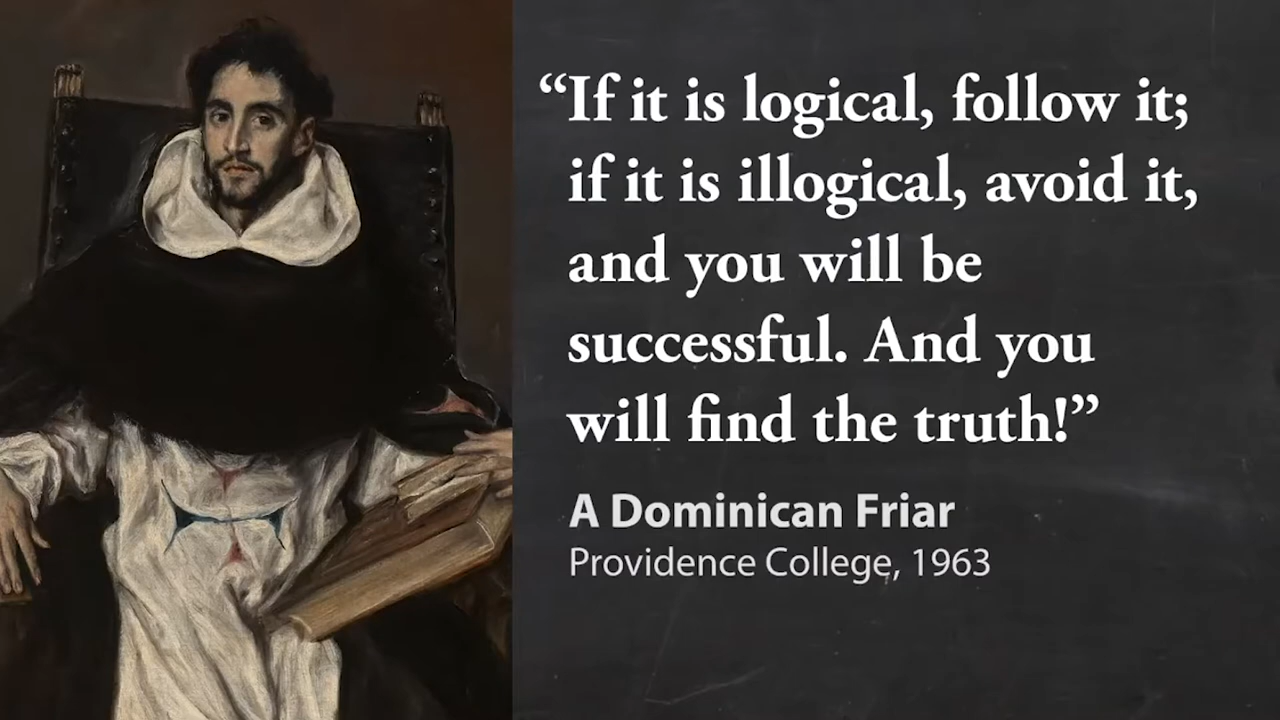 “If it is logical, follow it;
if it is illogical, avoid it,
and you will be
successful. And you
will find the truth!”
A Dominican Friar
Providence College, 1963